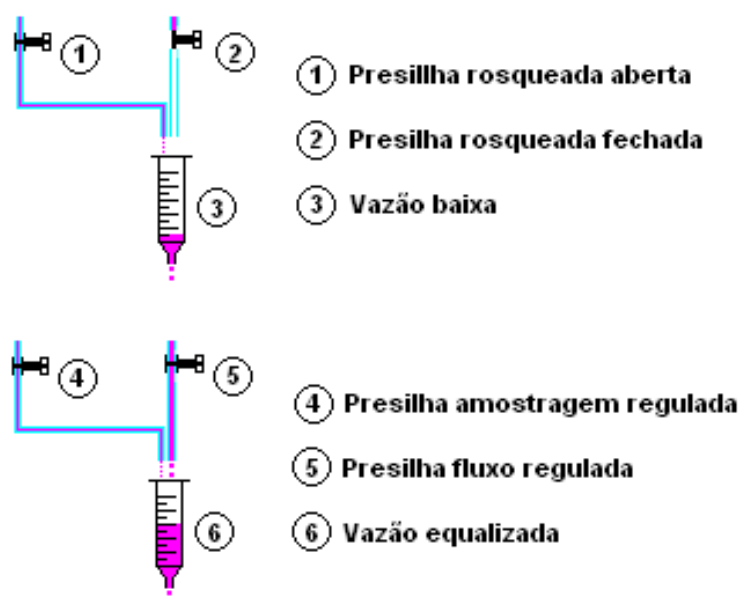 1 2
1 Presillha rosqueada aberta
2 Presilha rosqueada fechada
3 3 Vazão baixa
4 5
4 Presilha amostragem regulada
5 Presilha fluxo regulada
6 6 Vazão equalizada